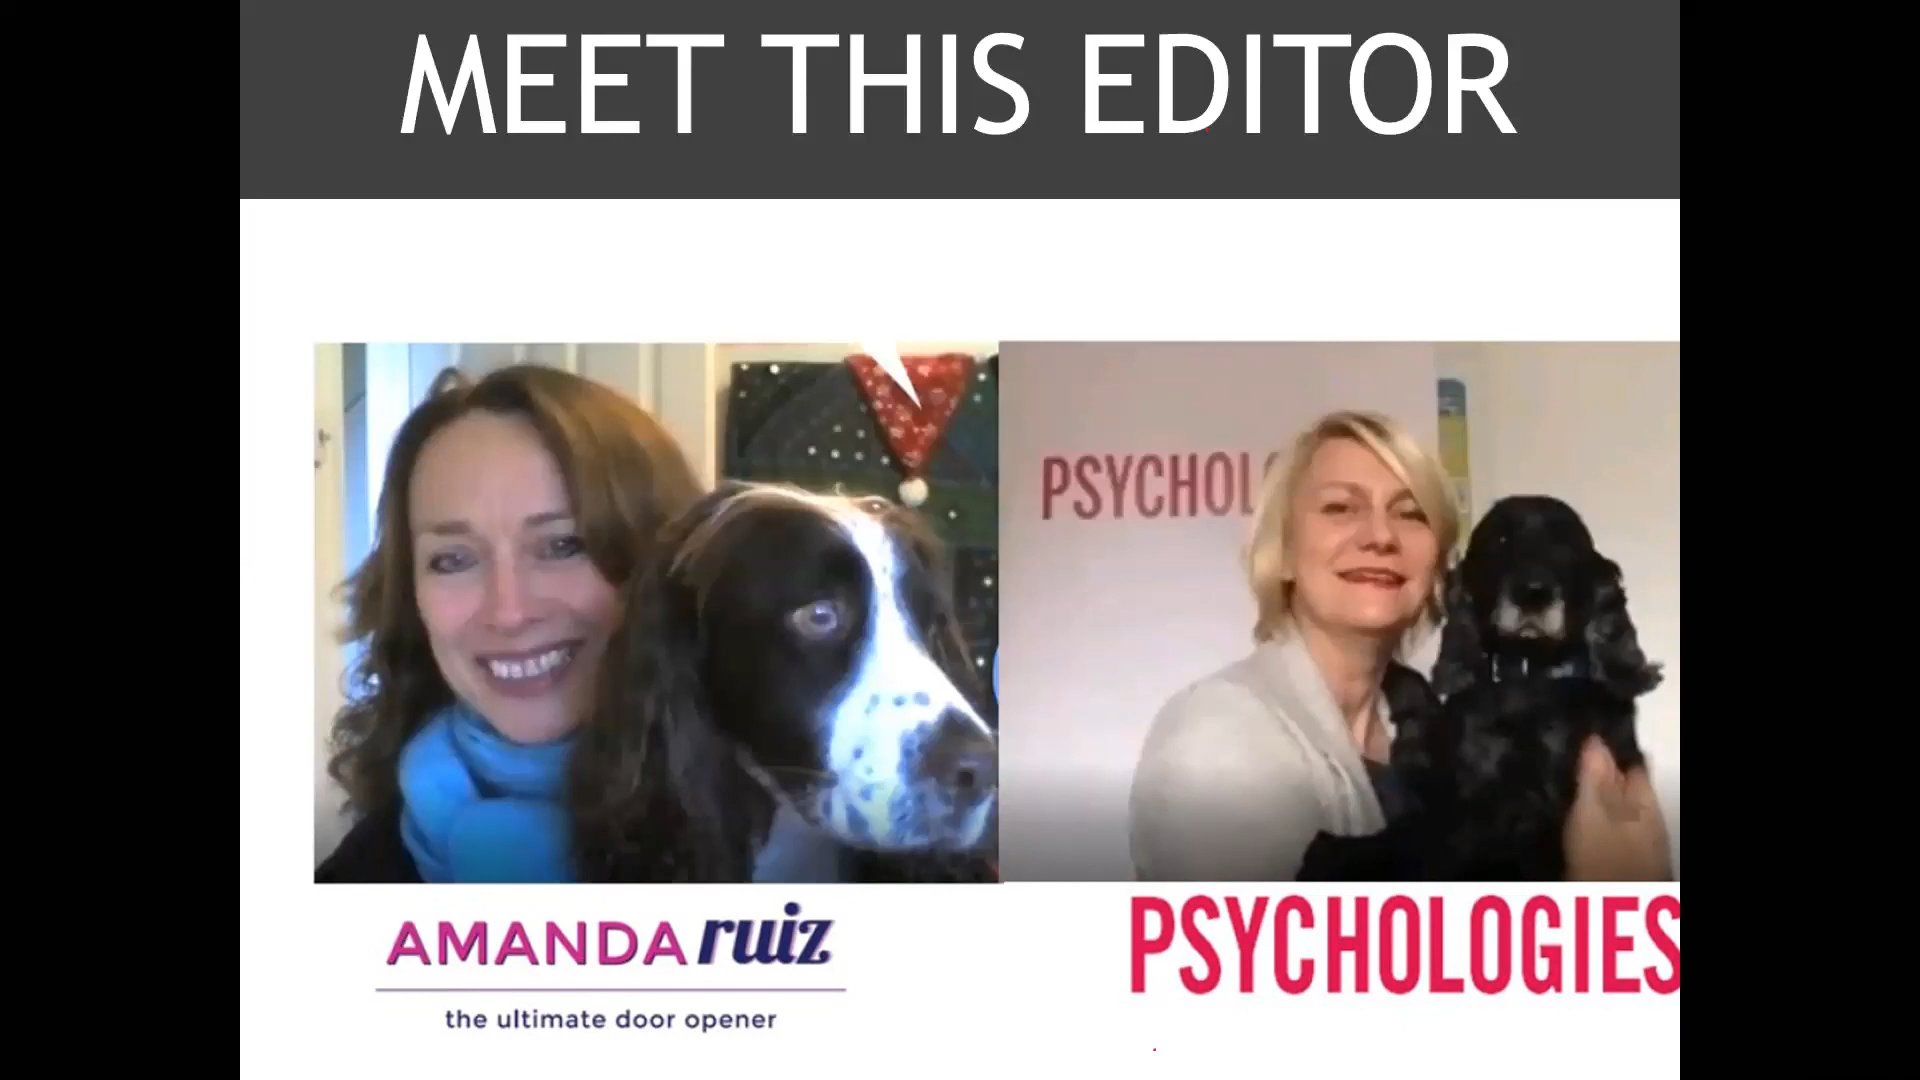 MEET THIS EDITOR
PSYCHOL
AMANDA ruiz
the ultimate door opener
PSYCHOLOGIES